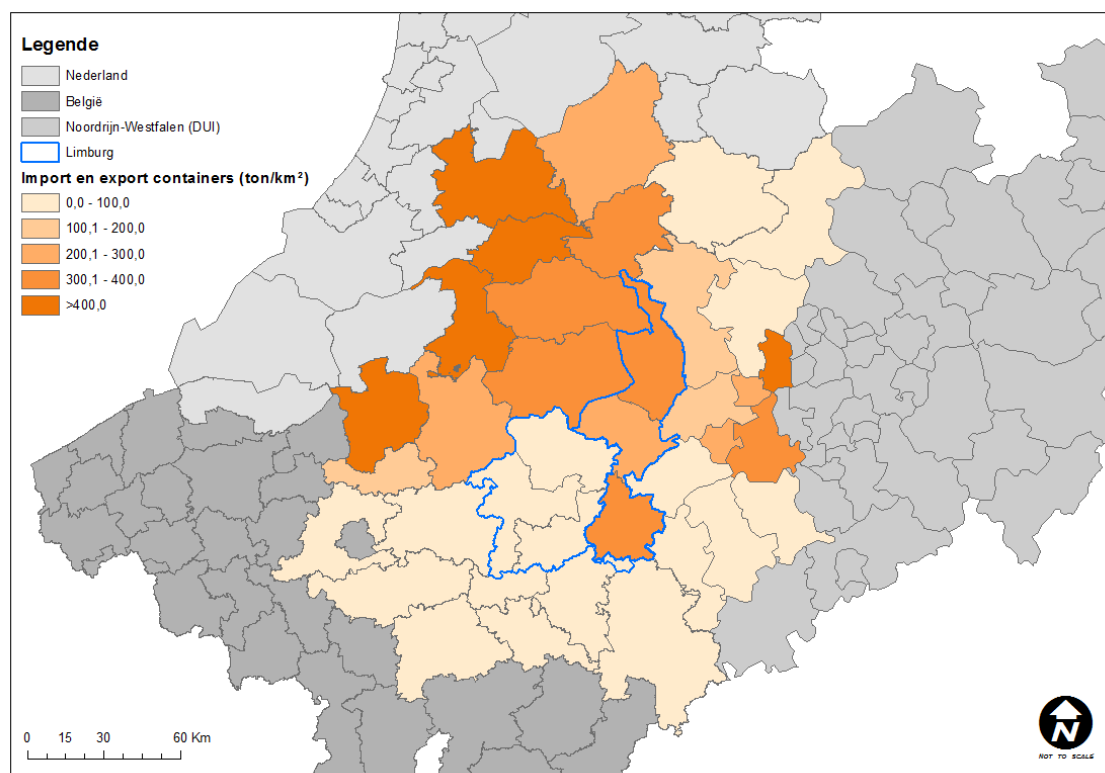 Legende
Nederland
België
Noordrijn-Westfalen (DUI)
Limburg
Import en export containers (ton/km²)
0,0 - 100,0
100,1 - 200,0
200,1 - 300,0
300,1 - 400,0
>400,0
0 15 30 60 Km
N
NOT TO SCALE